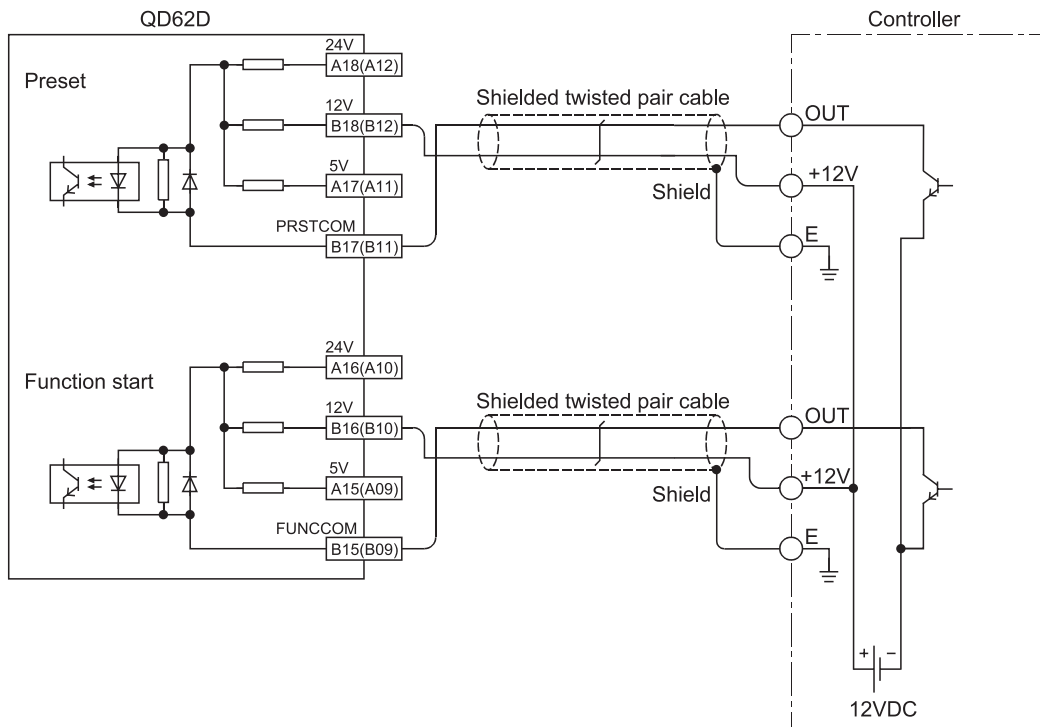 QD62D
Controller
Preset
24V
A18(A12)
12V
B18(B12)
5V
A17(A11)
PRSTCOM
B17(B11)
Shielded twisted pair cable
Shield
OUT
+12V
E
Function start
24V
A16(A10)
12V
B16(B10)
5V
A15(A09)
FUNCCOM
B15(B09)
Shielded twisted pair cable
Shield
OUT
+12V
E
+ −
12VDC